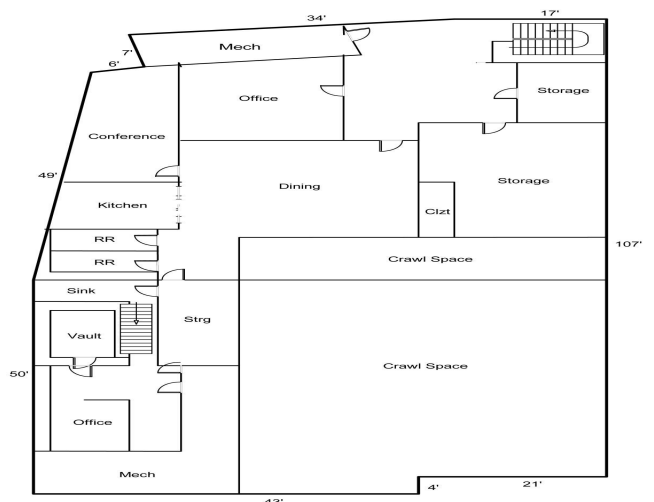 34'
17'
7'
Mech
6'
Office
Storage
Conference
49'
Dining
Storage
Kitchen
Clzt
RR
107'
RR
Crawl Space
Sink
Strg
Vault
Crawl Space
50'
Office
Mech
4'
21'
43'